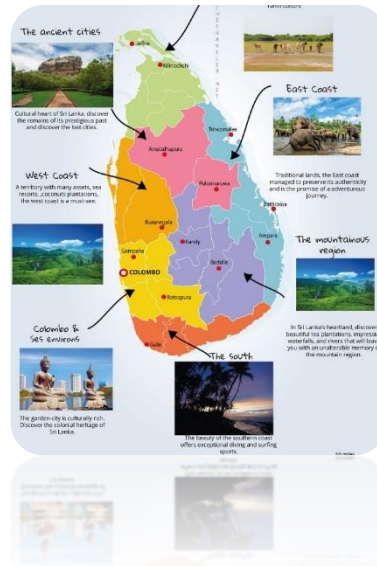 THETRAVELER.NET
Tamil culture
The ancient cities
Cultural heart of Sri Lanka, discover
the remains of its prestigious past
and discover the lost cities.
Jaffna
Kilinochchi
East Coast
Traditional lands, the East coast
managed to preserve its authenticity
and is the promise of a adventurous
journey.
Trincomalee
Anuradhapura
Polonnaruwa
West Coast
A territory with many assets, sea
resorts, coconuts plantations,
the west coast is a must-see.
Batticaloa
Kurunegala
Kandy
Ampara
Gampaha
COLOMBO
Badulla
Ratnapura
Galle
The mountainous
region
In Sri Lanka's heartland, discover
beautiful tea plantations, impressive
waterfalls, and rivers that will leave
you with an unalterable memory of
the mountain region.
Colombo &
Ses environs
The garden-city is culturally rich.
Discover the colonial heritage of
Sri Lanka.
The south
The beauty of the southern coast
offers exceptional diving and surfing
sports.